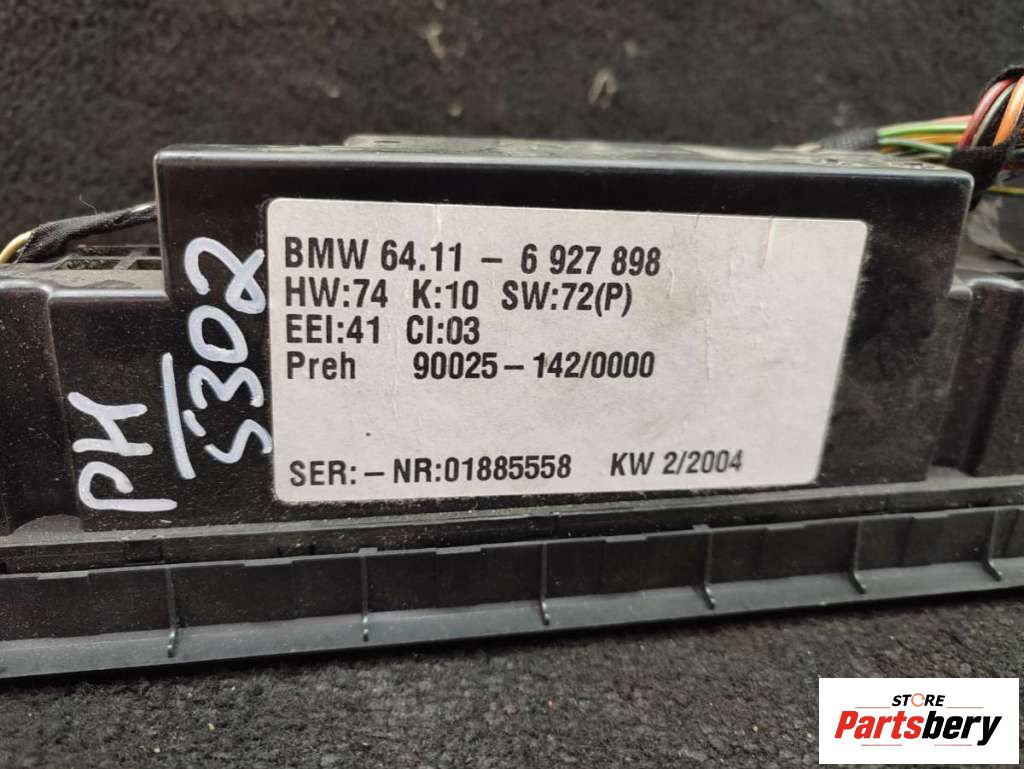 BMW 64.11 – 6 927 898
HW:74 K:10 SW:72(P)
EEI:41 CI:03
Preh 90025–142/0000
SER:–NR:01885558 KW 2/2004
PH
5302
STORE
Partsbery